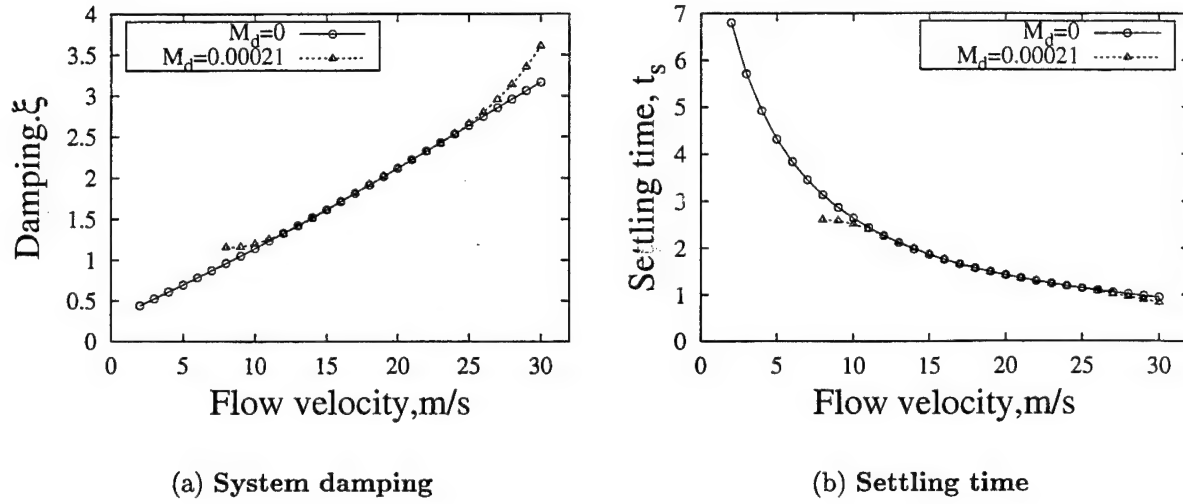 4
3.5
3
2.5
2
1.5
1
0.5
0
M_d=0
M_d=0.00021
Damping.ξ
0 5 10 15 20 25 30
Flow velocity,m/s
(a) System damping
7
6
5
4
3
2
1
0
M_d=0
M_d=0.00021
Settling time, t_s
0 5 10 15 20 25 30
Flow velocity,m/s
(b) Settling time